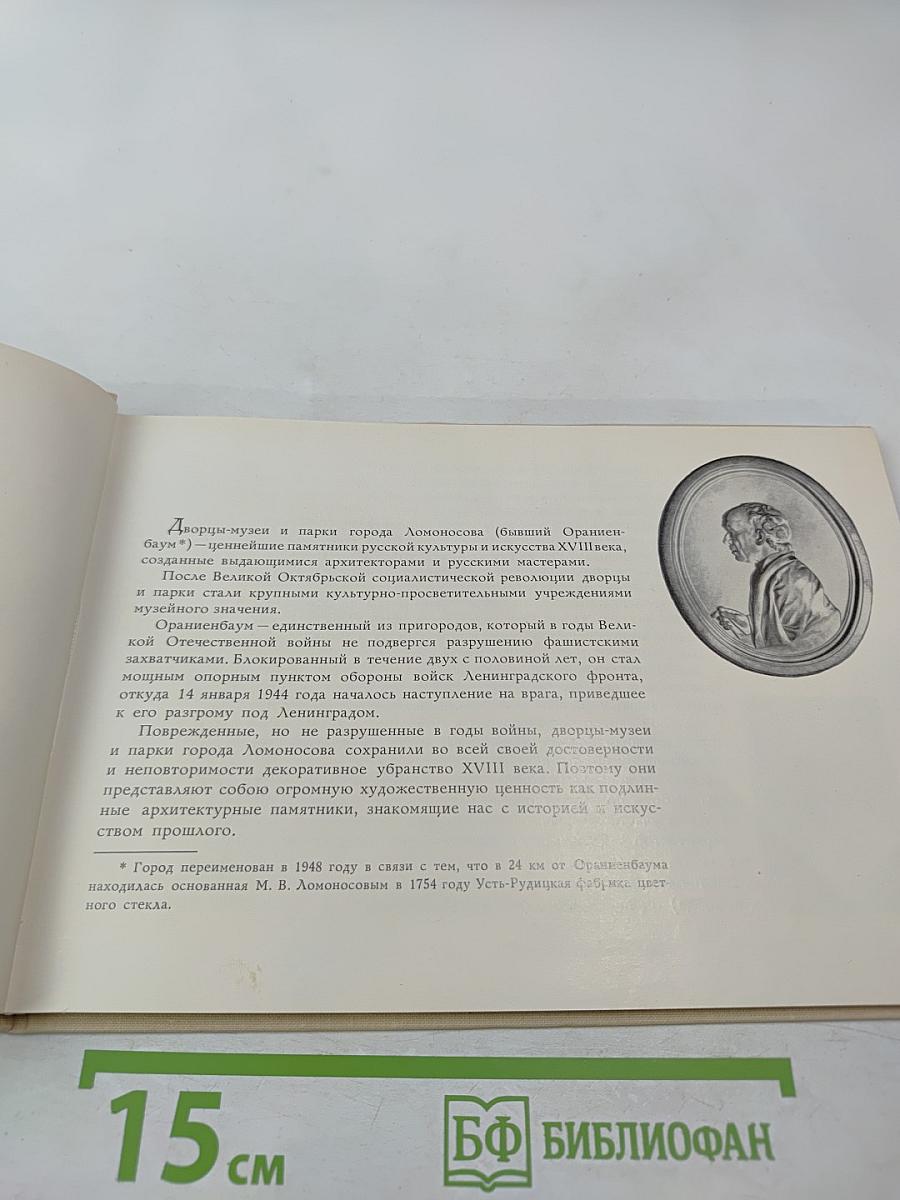 Дворцы-музеи и парки города Ломоносова (бывший Ораниен-
баум*) — ценнейшие памятники русской культуры и искусства XVIII века,
созданные выдающимися архитекторами и русскими мастерами.
После Великой Октябрьской социалистической революции дворцы
и парки стали крупными культурно-просветительными учреждениями
музейного значения.
Ораниенбаум — единственный из пригородов, который в годы Вели-
кой Отечественной войны не подвергся разрушению фашистскими
захватчиками. Блокированный в течение двух с половиной лет, он стал
мощным опорным пунктом обороны войск Ленинградского фронта,
откуда 14 января 1944 года началось наступление на врага, приведшее
к его разгрому под Ленинградом.
Поврежденные, но не разрушенные в годы войны, дворцы-музеи
и парки города Ломоносова сохранили во всей своей достоверности
и неповторимости декоративное убранство XVIII века. Поэтому они
представляют собою огромную художественную ценность как подлин-
ные архитектурные памятники, знакомящие нас с историей и искус-
ством прошлого.
* Город переименован в 1948 году в связи с тем, что в 24 км от Ораниенбаума
находилась основанная М. В. Ломоносовым в 1754 году Усть-Рудицкая фабрика цвет-
ного стекла.
15 см
БФ БИБЛИОФАН